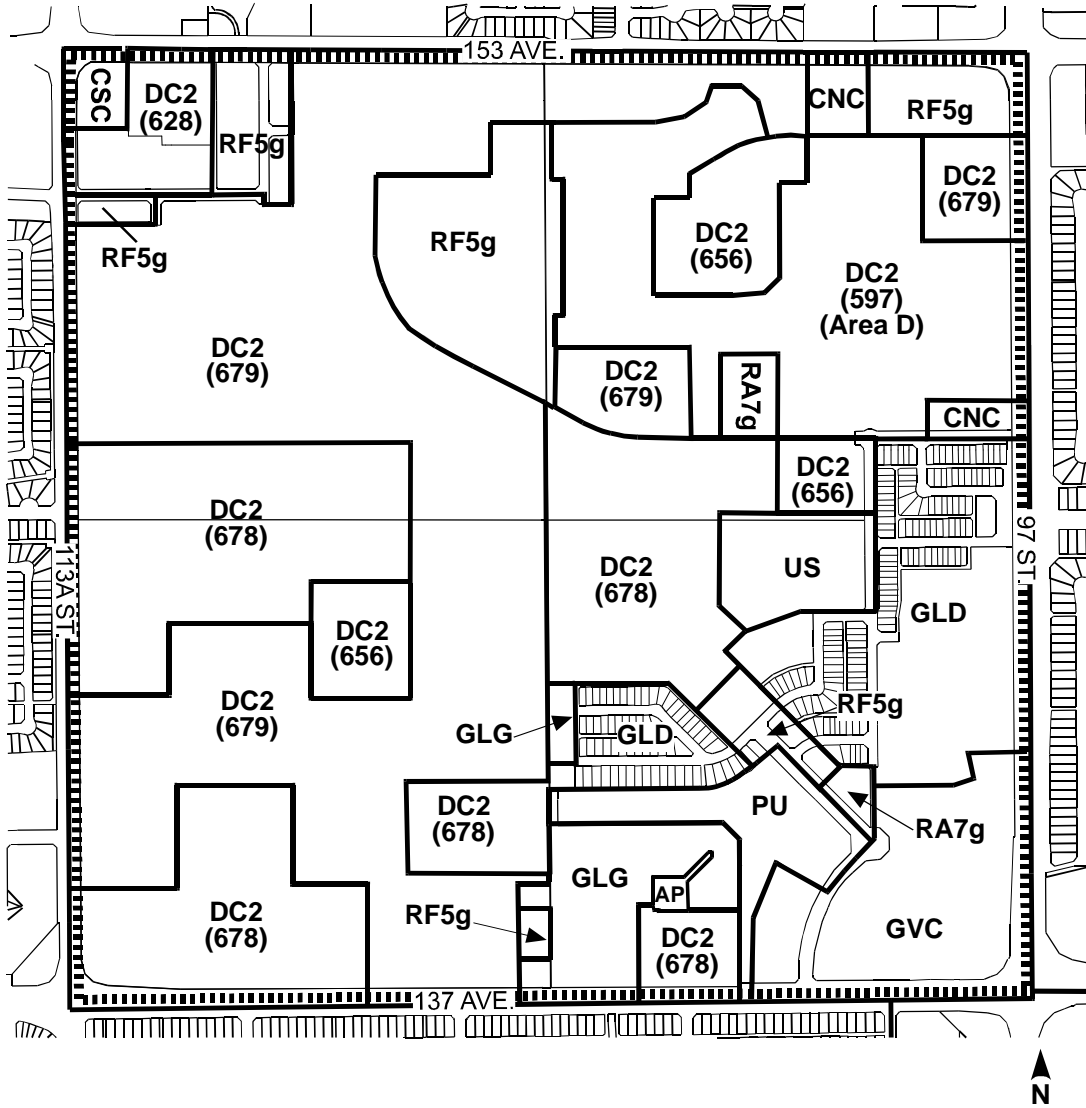 153 AVE.
CSC
DC2
(628)
RF5g
CNC
RF5g
DC2
(679)
RF5g
RF5g
DC2
(656)
DC2
(597)
(Area D)
DC2
(679)
DC2
(679)
RA7g
CNC
DC2
(656)
DC2
(678)
97 ST.
113A ST.
DC2
(678)
US
GLD
DC2
(656)
DC2
(679)
RF5g
GLG
GLD
DC2
(678)
PU
RA7g
GLG
AP
RF5g
DC2
(678)
DC2
(678)
GVC
137 AVE.
N